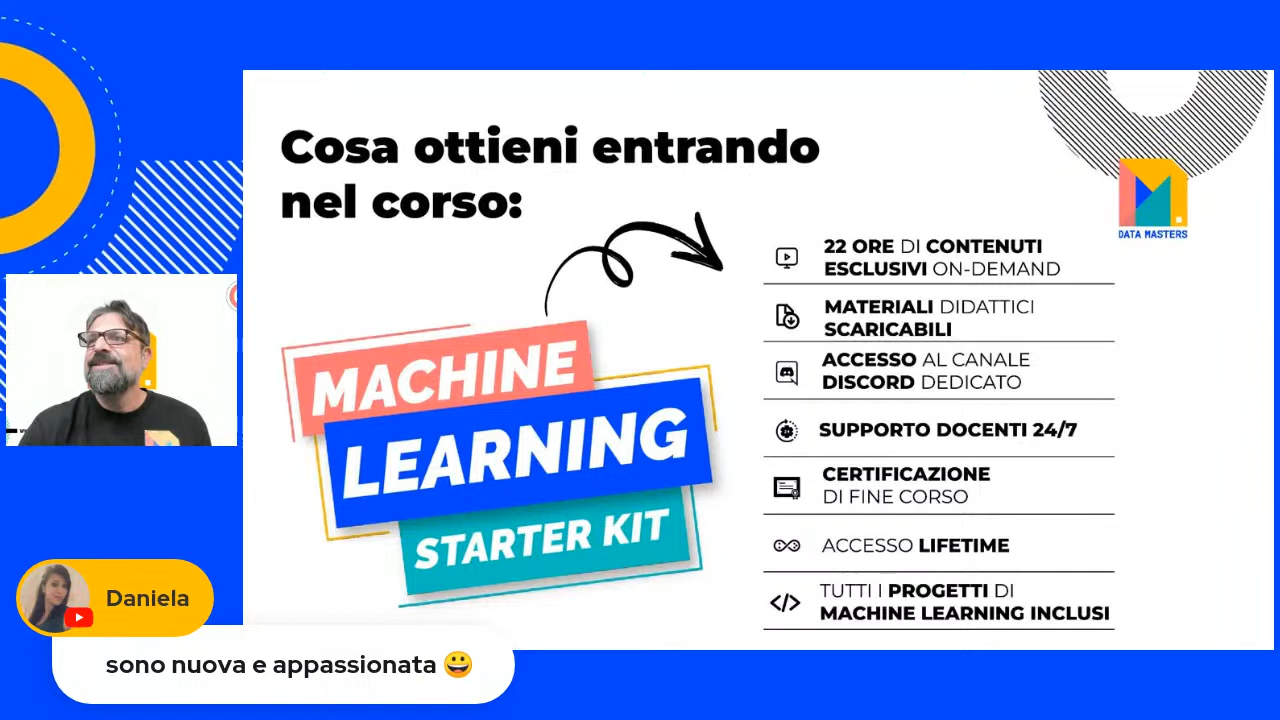 Cosa ottieni entrando
nel corso:
DATA MASTERS
MACHINE
LEARNING
STARTER KIT
22 ORE DI CONTENUTI
ESCLUSIVI ON-DEMAND
MATERIALI DIDATTICI
SCARICABILI
ACCESSO AL CANALE
DISCORD DEDICATO
SUPPORTO DOCENTI 24/7
CERTIFICAZIONE
DI FINE CORSO
ACCESSO LIFETIME
TUTTI I PROGETTI DI
MACHINE LEARNING INCLUSI
Daniela
sono nuova e appassionata 😀